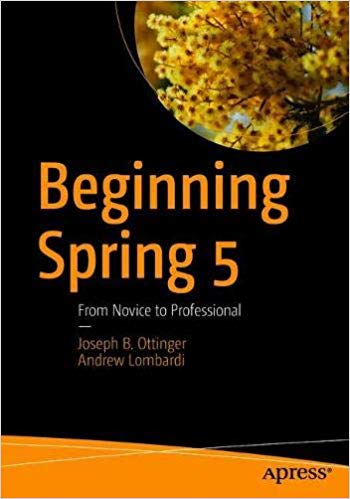 Beginning
Spring 5
From Novice to Professional
—
Joseph B. Ottinger
Andrew Lombardi
Apress®